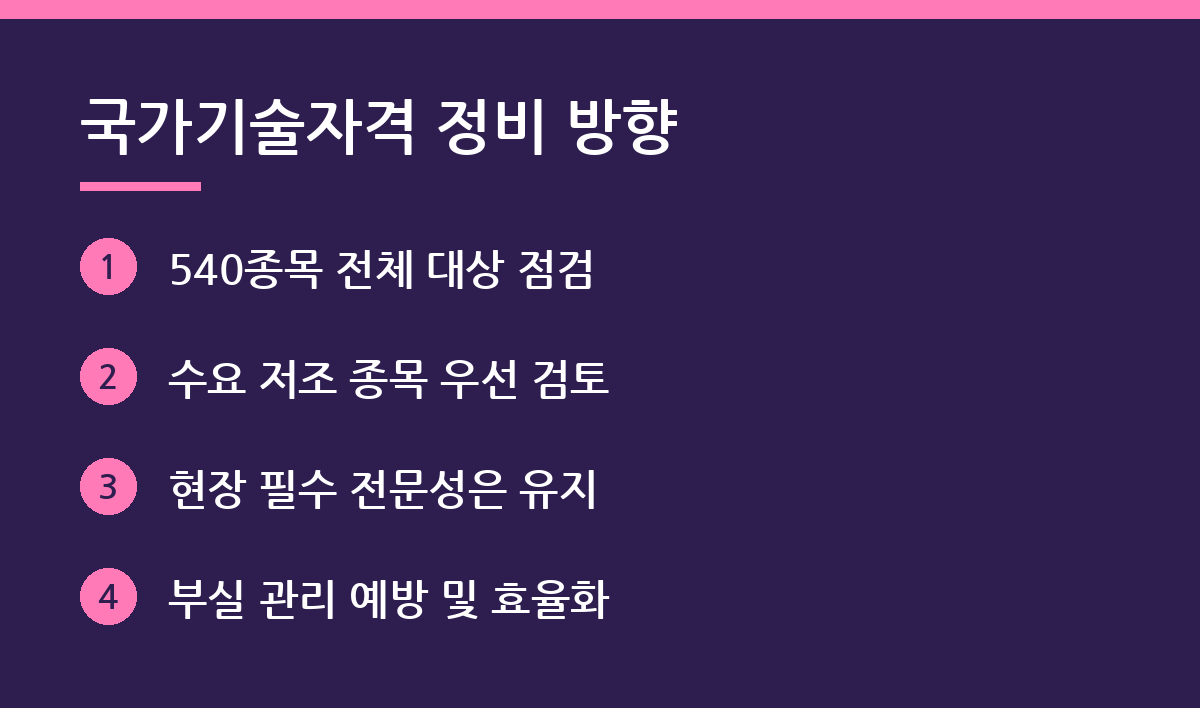 국가기술자격 정비 방향
1 540종목 전체 대상 점검
2 수요 저조 종목 우선 검토
3 현장 필수 전문성은 유지
4 부실 관리 예방 및 효율화